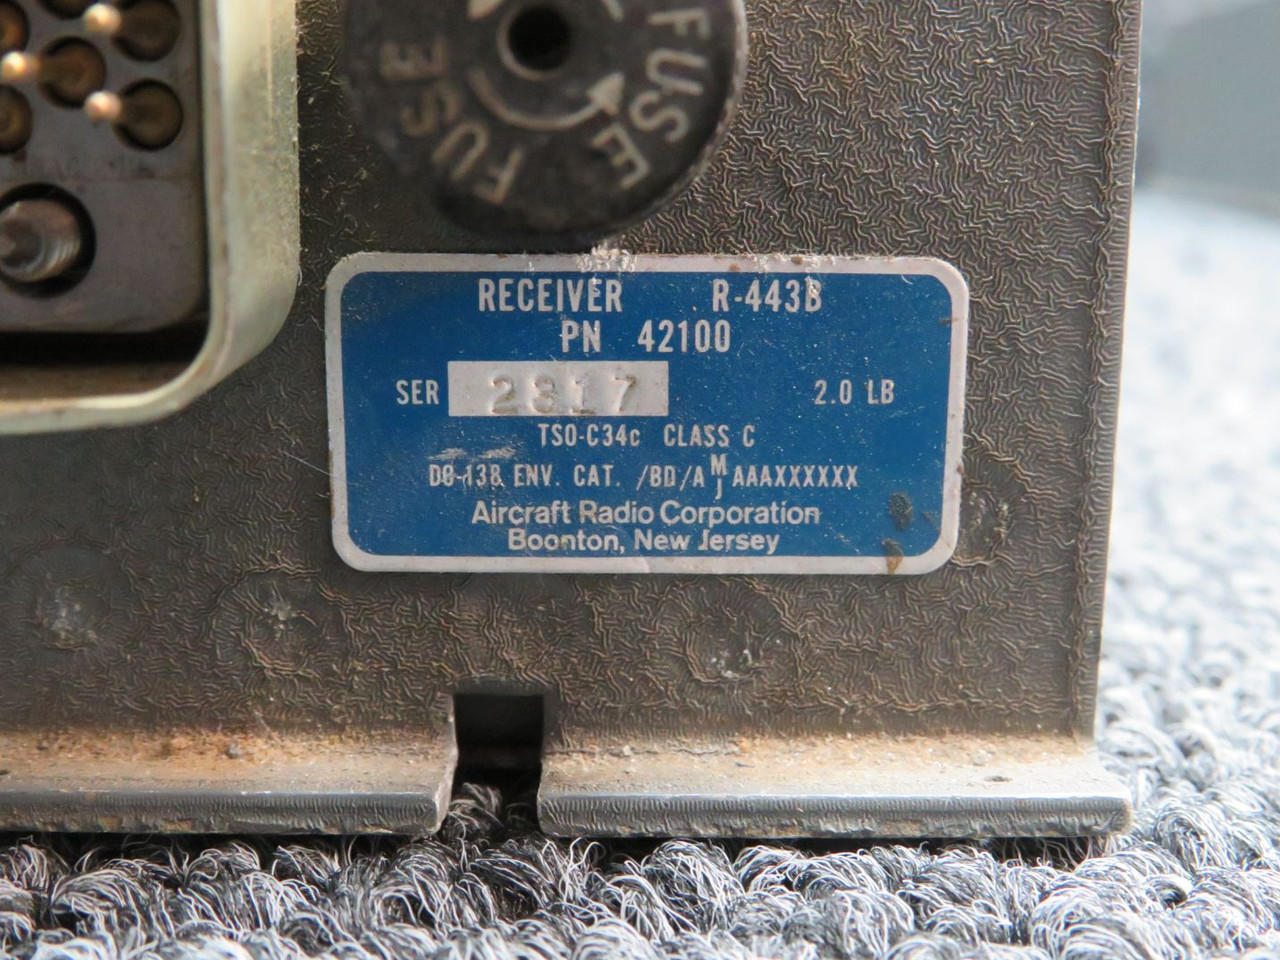 FUSE
FUSE
RECEIVER R-443B
PN 42100
SER 2817 2.0 LB
TSO-C34c CLASS C
DO-138 ENV. CAT. /BD/A M/J AAAXXXXXX
Aircraft Radio Corporation
Boonton, New Jersey